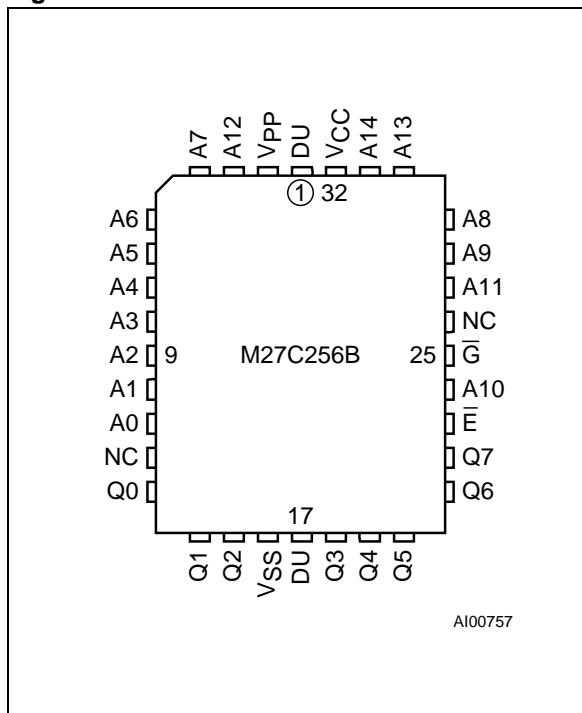 A7 A12 VPP DU VCC A14 A13
1 32
A6 A8
A5 A9
A4 A11
A3 NC
A2 9 M27C256B 25 G̅
A1 A10
A0 E̅
NC Q7
Q0 Q6
17
Q1 Q2 VSS DU Q3 Q4 Q5
AI00757